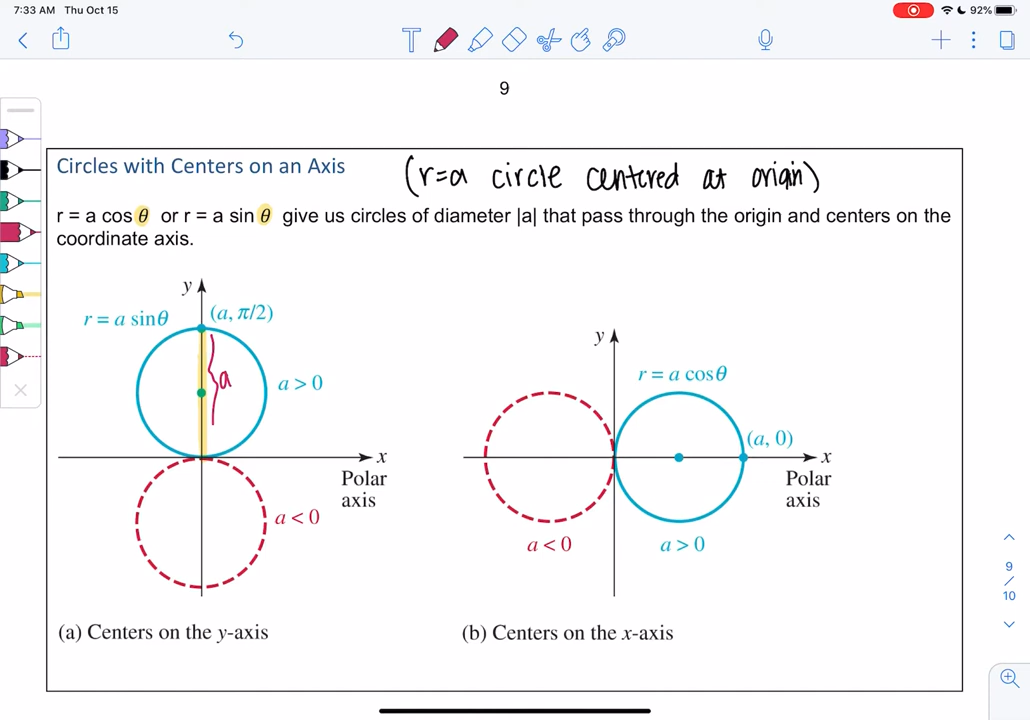 7:33 AM Thu Oct 15
92%
T
9
Circles with Centers on an Axis
(r=a circle centered at origin)
r = a cos θ or r = a sin θ give us circles of diameter |a| that pass through the origin and centers on the
coordinate axis.
y
r = a sinθ
(a, π/2)
a
a > 0
x
Polar
axis
a < 0
(a) Centers on the y-axis
y
r = a cosθ
(a, 0)
x
Polar
axis
a < 0
a > 0
(b) Centers on the x-axis
9
/
10